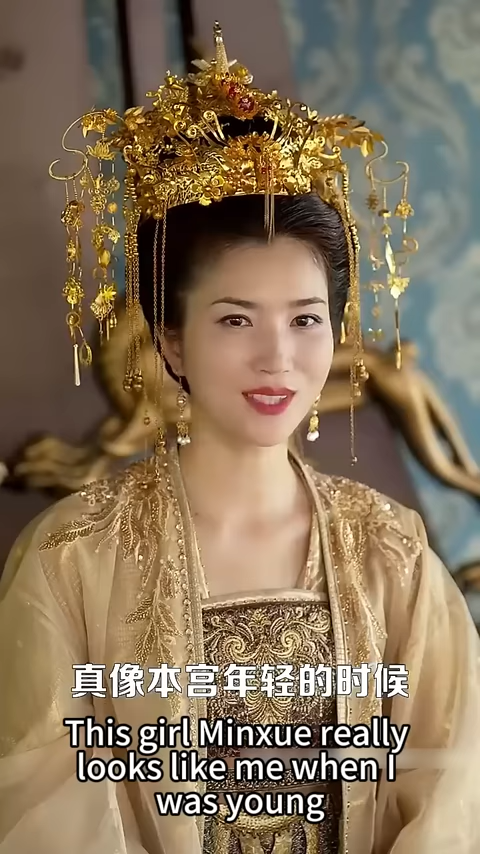 真像本宫年轻的时候
This girl Minxue really
looks like me when I
was young